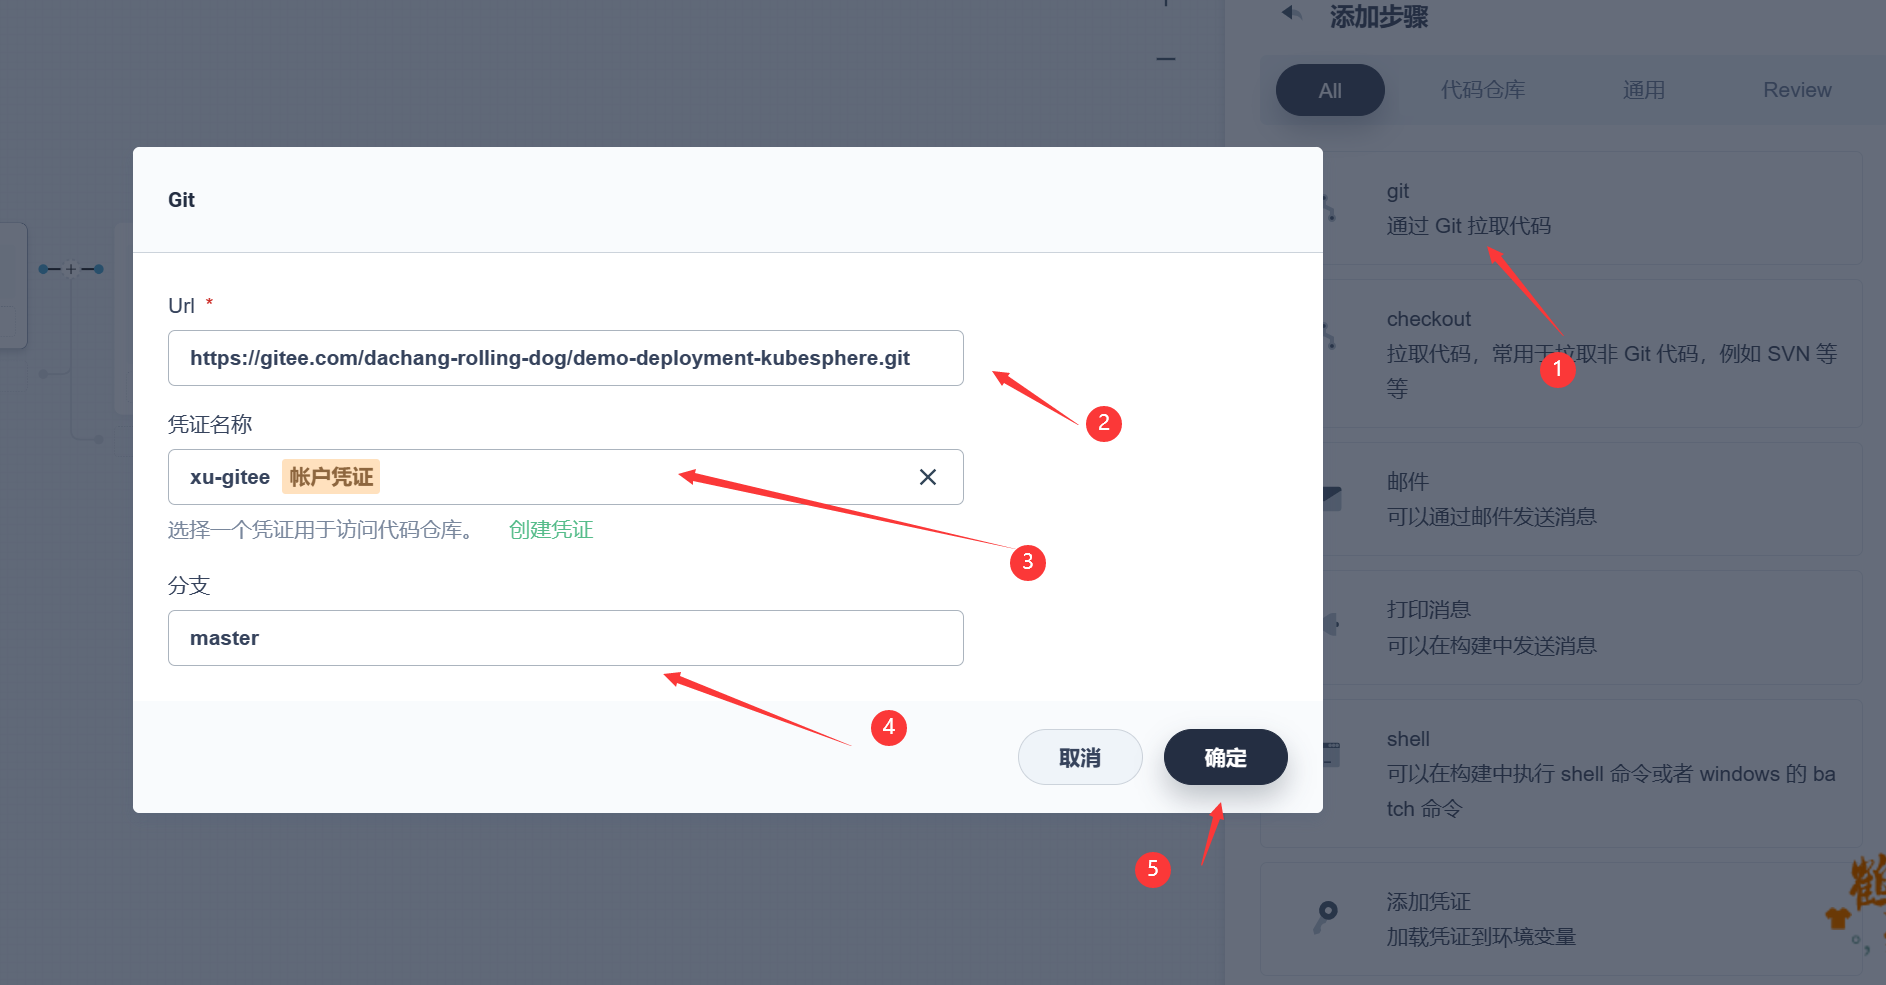 添加步骤
All
代码仓库
通用
Review
Git
Url *
https://gitee.com/dachang-rolling-dog/demo-deployment-kubesphere.git
2
凭证名称
xu-gitee 帐户凭证
选择一个凭证用于访问代码仓库。 创建凭证
3
分支
master
4
取消
确定
5
git
通过 Git 拉取代码
checkout
拉取代码，常用于拉取非 Git 代码，例如 SVN 等
等
1
邮件
可以通过邮件发送消息
打印消息
可以在构建中发送消息
shell
可以在构建中执行 shell 命令或者 windows 的 ba
tch 命令
添加凭证
加载凭证到环境变量
鹤